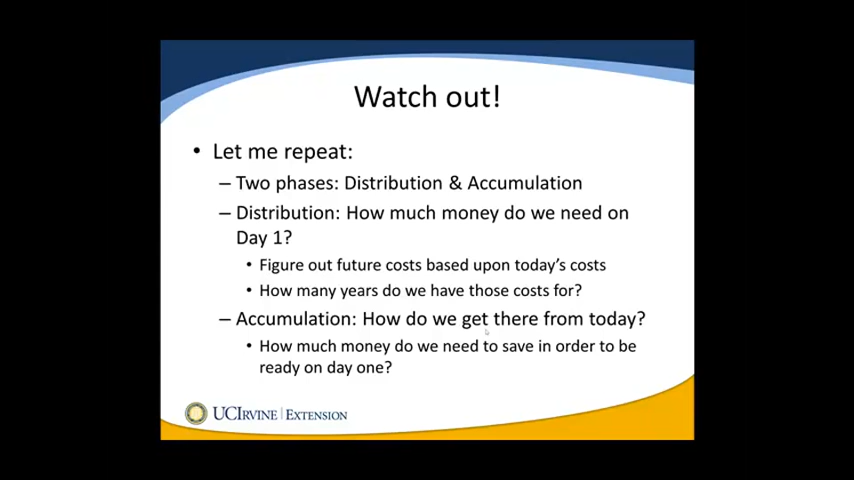 Watch out!
• Let me repeat:
– Two phases: Distribution & Accumulation
– Distribution: How much money do we need on
Day 1?
• Figure out future costs based upon today's costs
• How many years do we have those costs for?
– Accumulation: How do we get there from today?
• How much money do we need to save in order to be
ready on day one?
UCIRVINE | EXTENSION